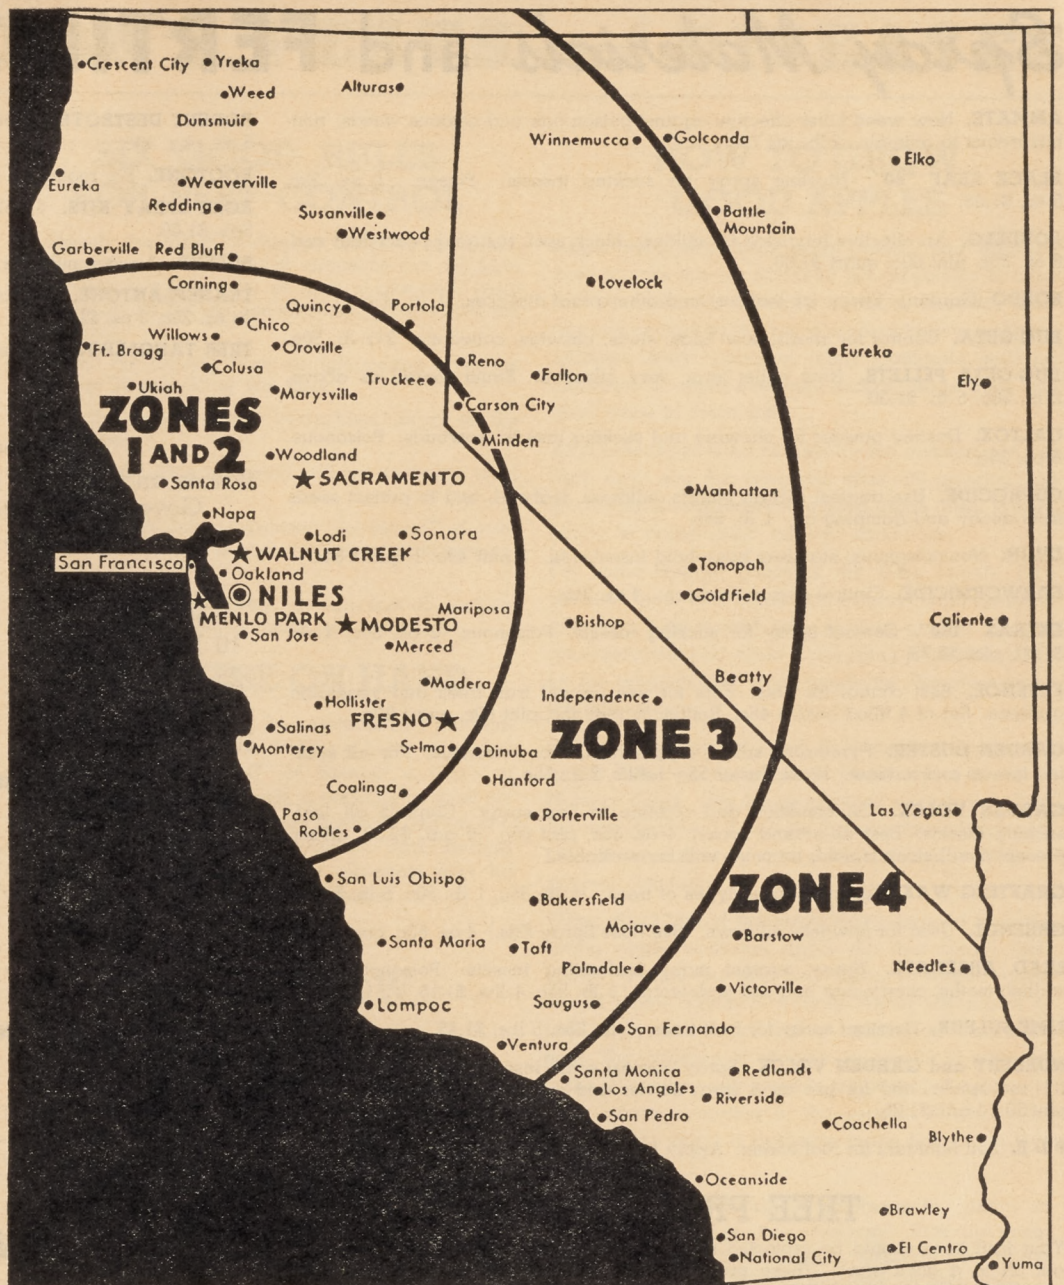 Crescent City
Yreka
Weed
Alturas
Dunsmuir
Winnemucca
Golconda
Elko
Eureka
Weaverville
Redding
Susanville
Westwood
Battle
Mountain
Garberville
Red Bluff
Corning
Lovelock
Quincy
Portola
Chico
Willows
Ft. Bragg
Oroville
Eureka
Colusa
Reno
Fallon
Truckee
Ely
Ukiah
Marysville
Carson City
ZONES
1 AND 2
Minden
Woodland
SACRAMENTO
Santa Rosa
Manhattan
Napa
Lodi
Sonora
WALNUT CREEK
San Francisco
Oakland
Tonopah
NILES
Goldfield
Mariposa
MENLO PARK
MODESTO
Bishop
Caliente
San Jose
Merced
Madera
Beatty
Independence
Hollister
FRESNO
Salinas
Monterey
Selma
Dinuba
ZONE 3
Hanford
Coalinga
Paso
Robles
Porterville
Las Vegas
San Luis Obispo
ZONE 4
Bakersfield
Mojave
Barstow
Santa Maria
Taft
Palmdale
Needles
Victorville
Lompoc
Saugus
San Fernando
Ventura
Santa Monica
Redlands
Los Angeles
Riverside
San Pedro
Coachella
Blythe
Oceanside
Brawley
San Diego
El Centro
National City
Yuma